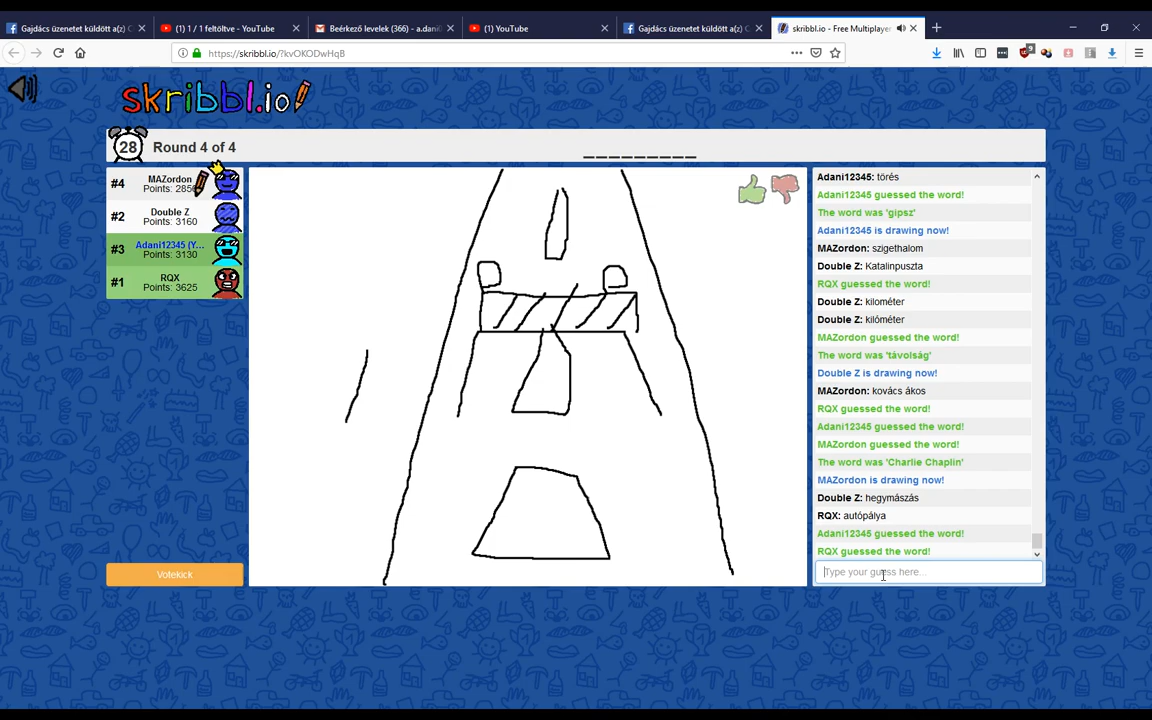 Gajdács üzenetet küldött a(z) C
(1) 1 / 1 feltöltve - YouTube
Beérkező levelek (366) - a.dani
(1) YouTube
Gajdács üzenetet küldött a(z) C
skribbl.io - Free Multiplayer
https://skribbl.io/?kvOKODwHqB
9
skribbl.io
28
Round 4 of 4
_________
#4
MAZordon
Points: 2856
#2
Double Z
Points: 3160
#3
Adani12345 (Y...
Points: 3130
#1
RQX
Points: 3625
Votekick
Adani12345: törés
Adani12345 guessed the word!
The word was 'gipsz'
Adani12345 is drawing now!
MAZordon: szigethalom
Double Z: Katalinpuszta
RQX guessed the word!
Double Z: kilométer
Double Z: kilóméter
MAZordon guessed the word!
The word was 'távolság'
Double Z is drawing now!
MAZordon: kovács ákos
RQX guessed the word!
Adani12345 guessed the word!
MAZordon guessed the word!
The word was 'Charlie Chaplin'
MAZordon is drawing now!
Double Z: hegymászás
RQX: autópálya
Adani12345 guessed the word!
RQX guessed the word!
Type your guess here...